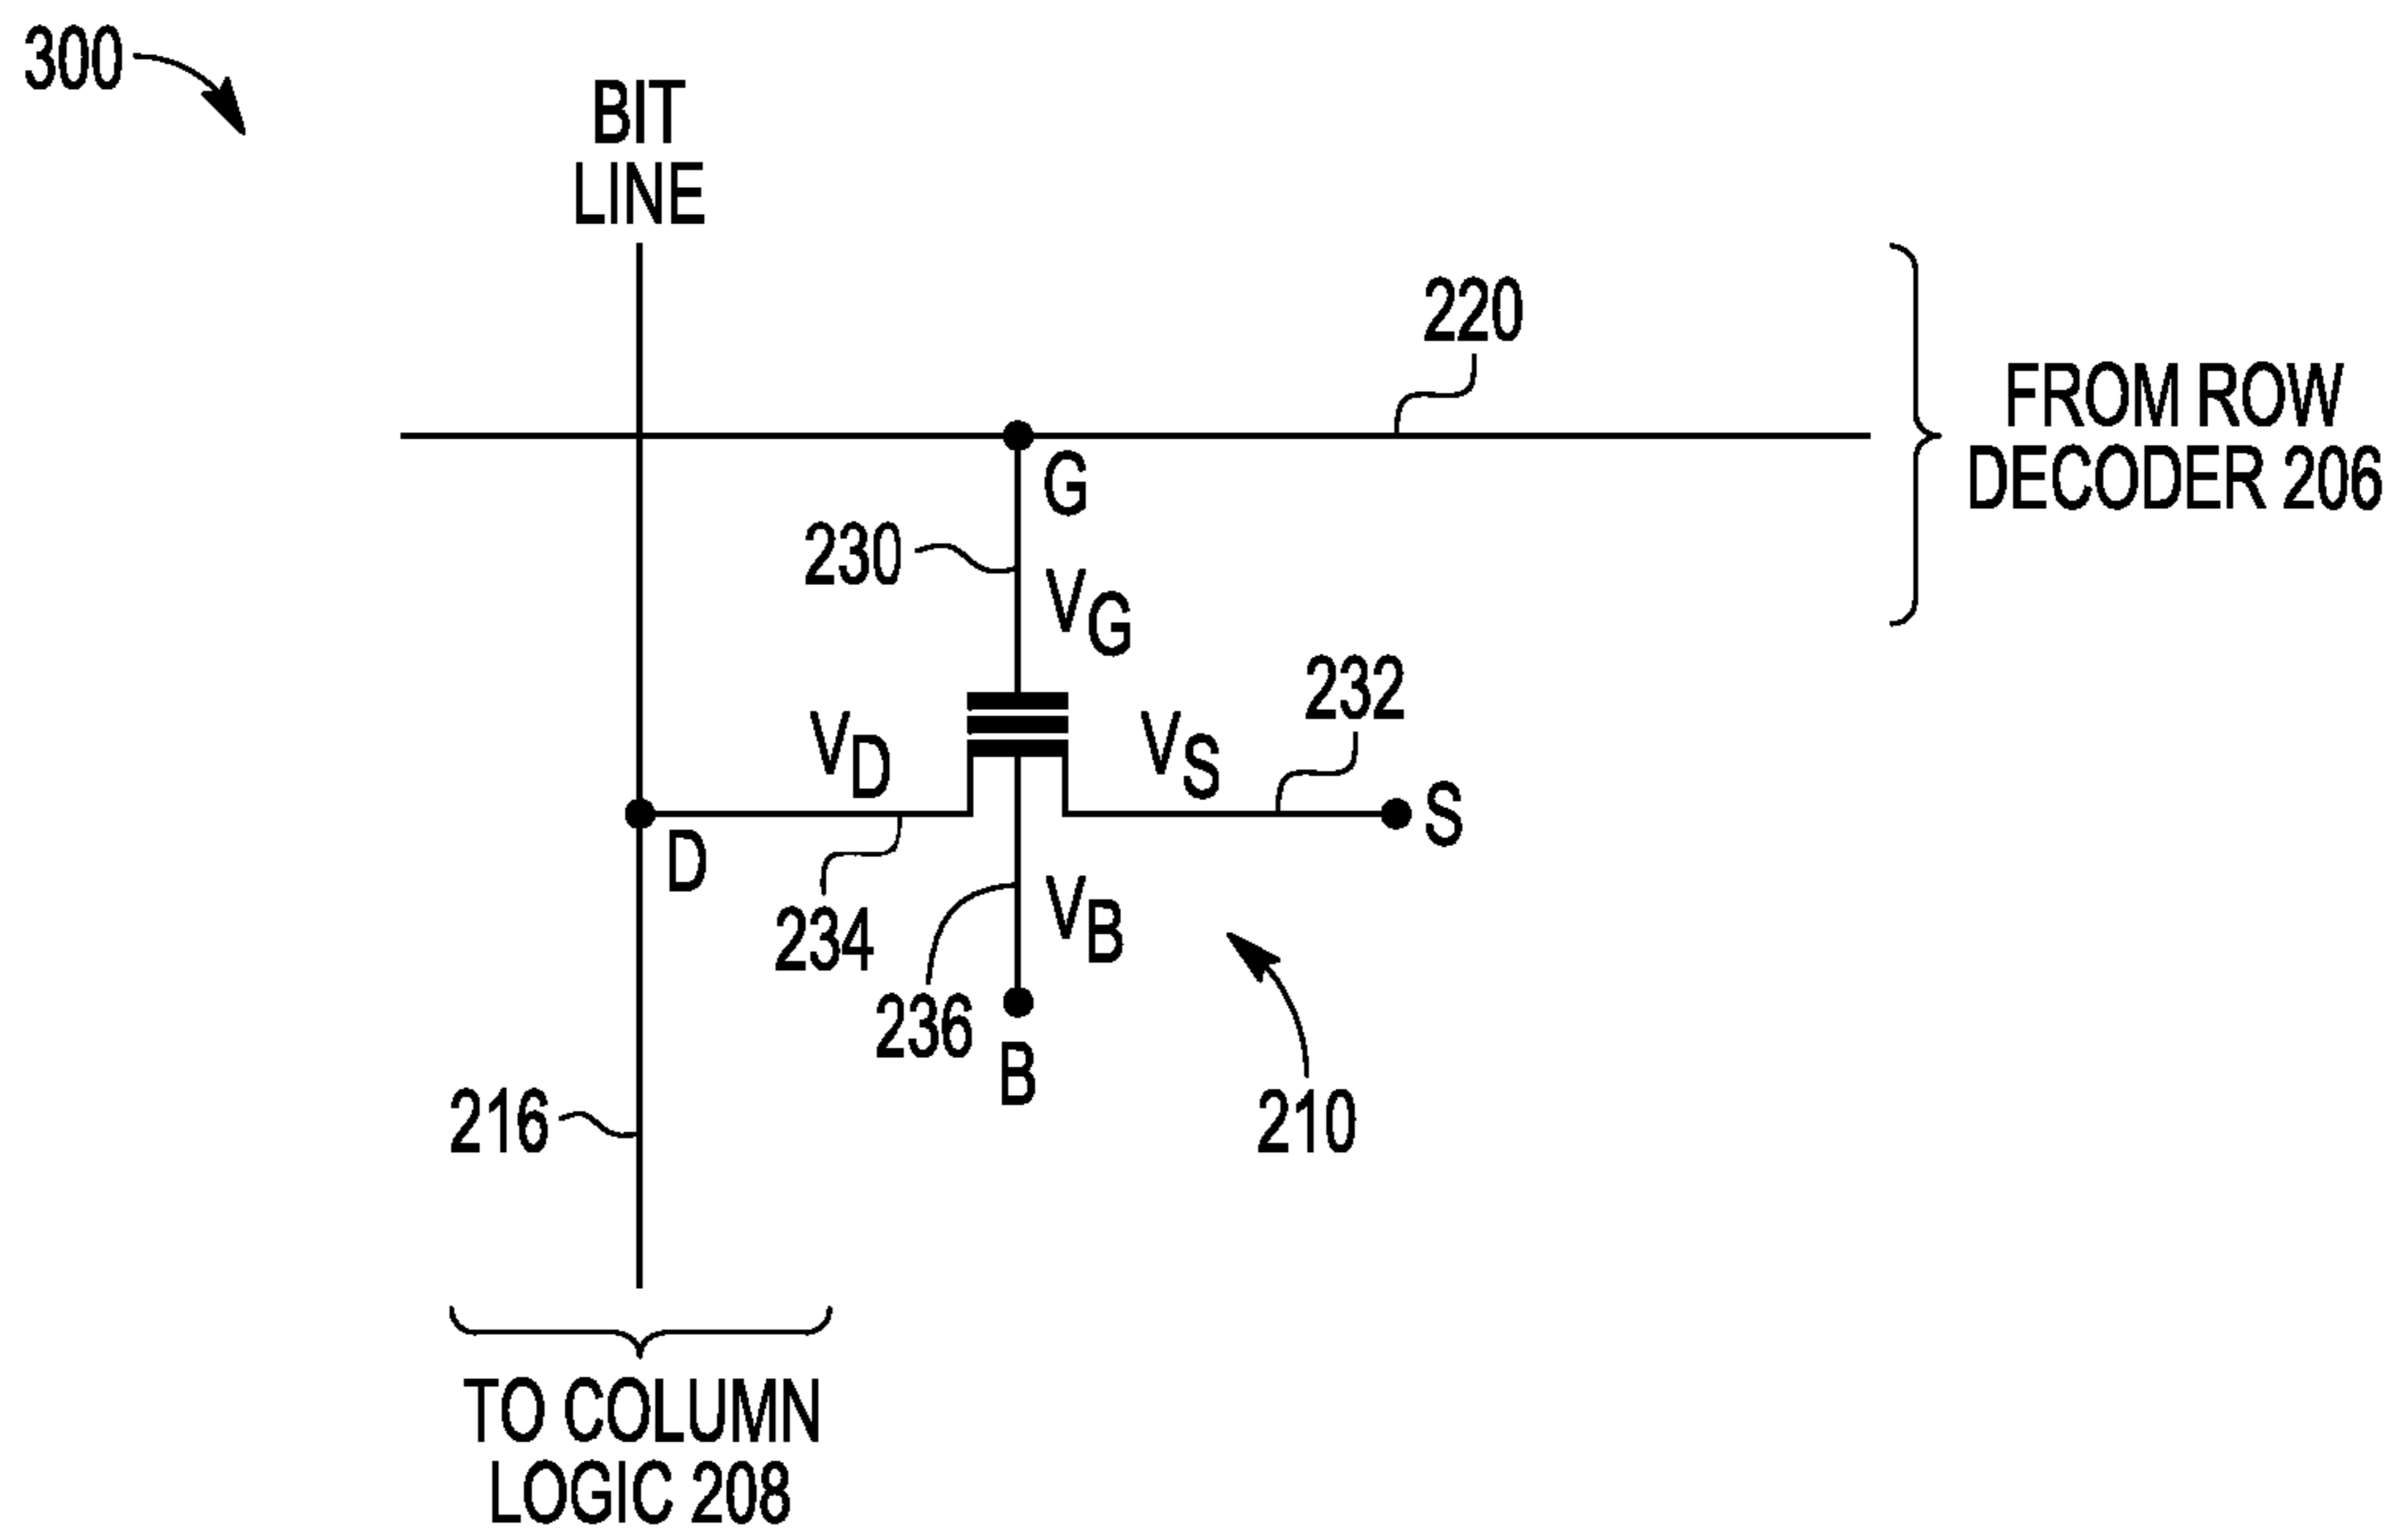 300
BIT
LINE
220
FROM ROW
DECODER 206
G
230
VG
232
VD
VS
S
D
234
VB
236
B
216
210
TO COLUMN
LOGIC 208